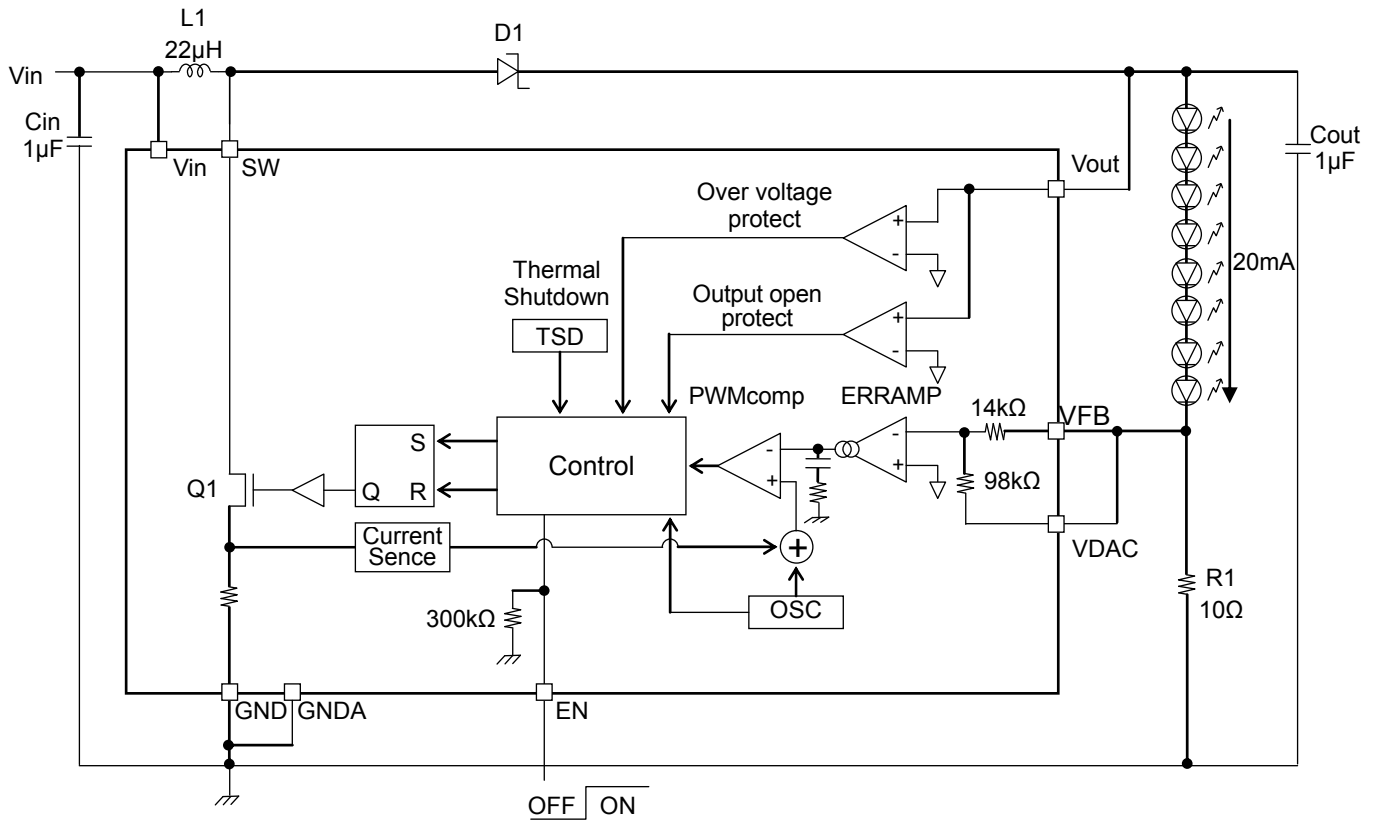 L1
22µH
D1
Vin
Cin
1µF
Vin
SW
Vout
Cout
1µF
Over voltage
protect
+
-
20mA
Thermal
Shutdown
TSD
Output open
protect
+
-
PWMcomp
ERRAMP
14kΩ
VFB
-
+
-
+
98kΩ
VDAC
Control
S
R
Q
Q1
Current
Sence
+
OSC
300kΩ
R1
10Ω
GND
GNDA
EN
OFF
ON